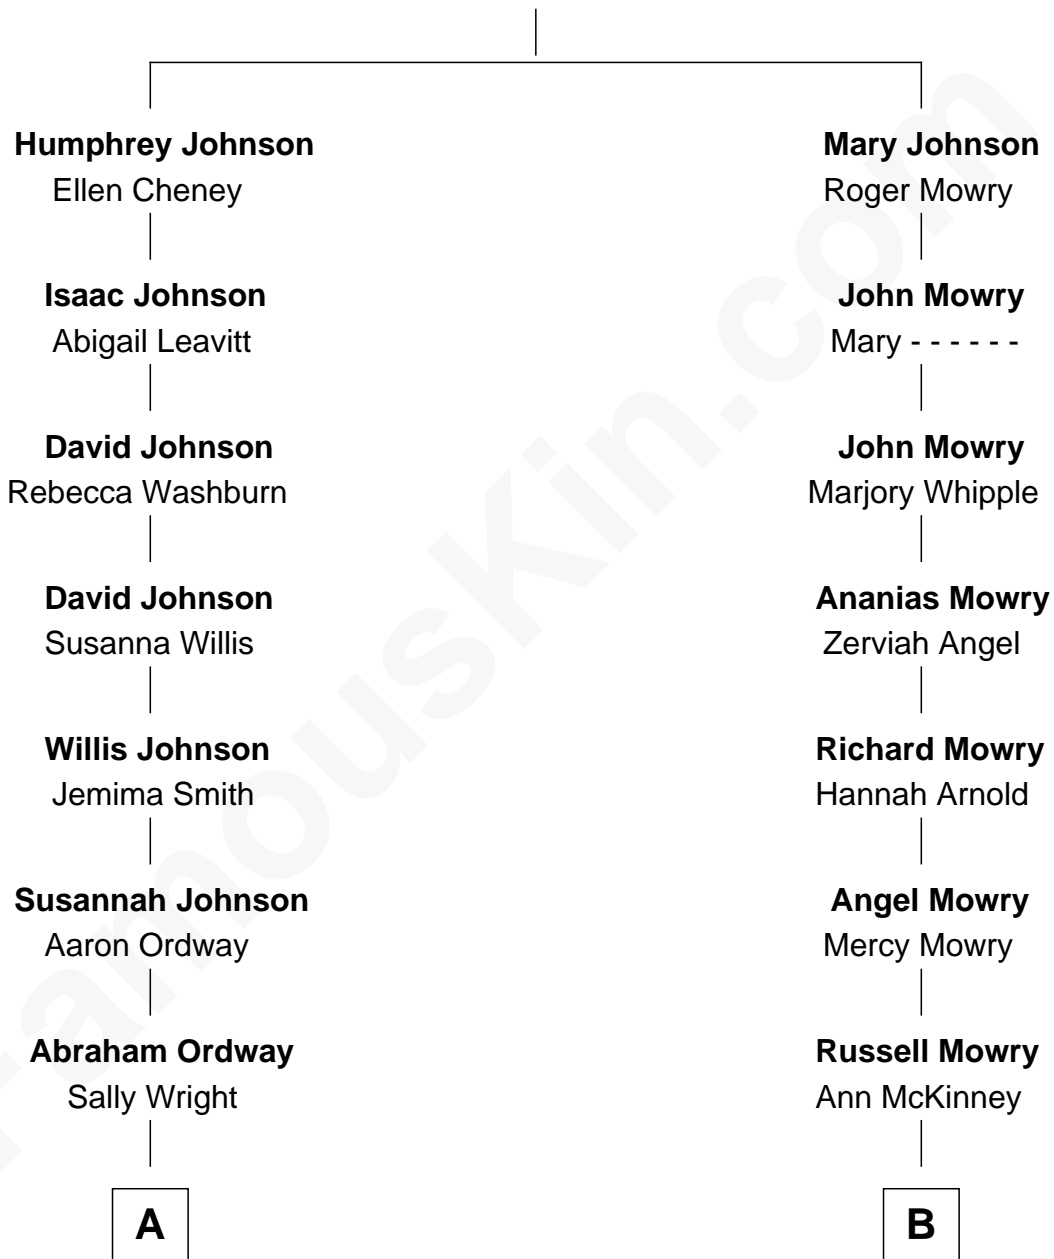 Humphrey Johnson
Ellen Cheney
Isaac Johnson
Abigail Leavitt
David Johnson
Rebecca Washburn
David Johnson
Susanna Willis
Willis Johnson
Jemima Smith
Susannah Johnson
Aaron Ordway
Abraham Ordway
Sally Wright
A
Mary Johnson
Roger Mowry
John Mowry
Mary - - - - - -
John Mowry
Marjory Whipple
Ananias Mowry
Zerviah Angel
Richard Mowry
Hannah Arnold
Angel Mowry
Mercy Mowry
Russell Mowry
Ann McKinney
B
FamousKin.com